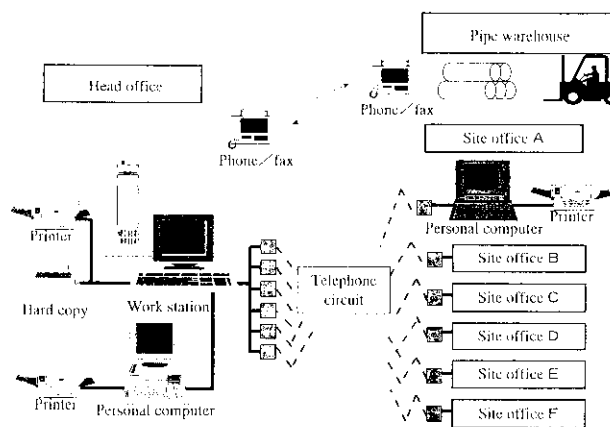 Pipe warehouse
Head office
Phone/fax
Phone/fax
Site office A
Printer
Personal computer
Printer
Hard copy
Work station
Telephone
circuit
Site office B
Site office C
Site office D
Site office E
Site office F
Printer
Personal computer